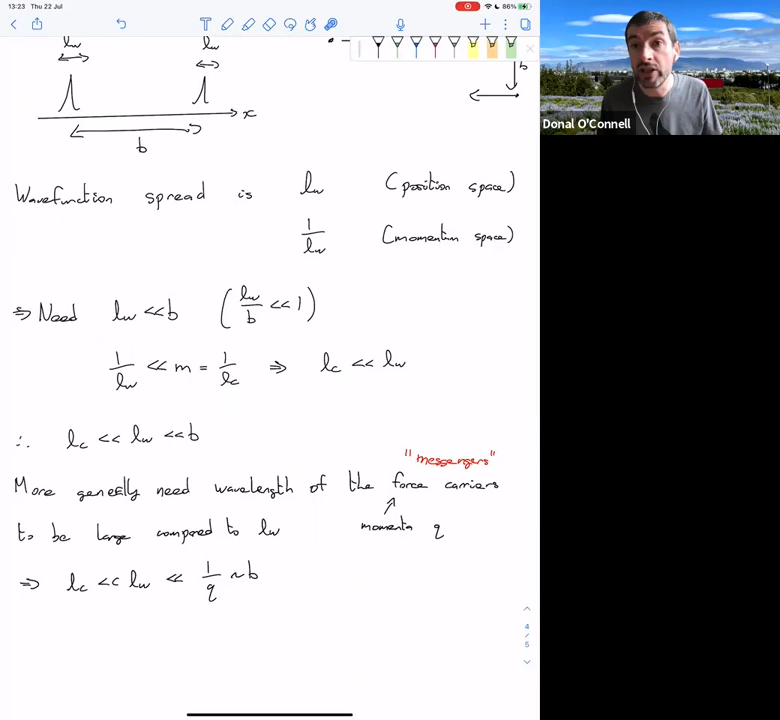 13:23 Thu 22 Jul
86%
lw lw
b
x
b
Donal O'Connell
Wavefunction spread is lw (position space)
1/lw (momentum space)
⇒ Need lw << b (lw/b << 1)
1/lw << m = 1/lc ⇒ lc << lw
∴ lc << lw << b
"messengers"
More generally need wavelength of the force carriers
to be large compared to lw
momenta q
⇒ lc << lw << 1/q ~ b
4
/
5